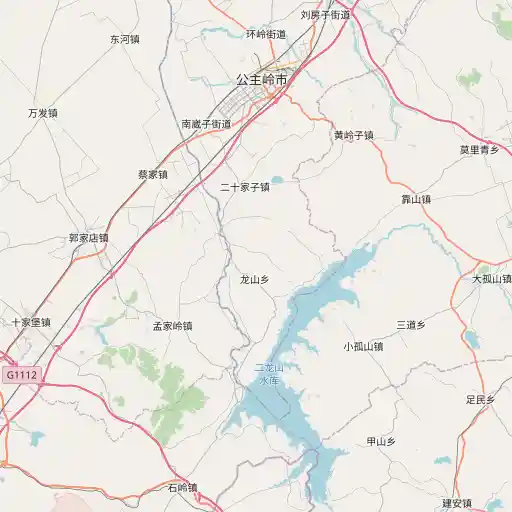 刘房子街道
环岭街道
东河镇
公主岭市
万发镇
南崴子街道
黄岭子镇
莫里青乡
蔡家镇
二十家子镇
靠山镇
郭家店镇
龙山乡
大孤山镇
十家堡镇
孟家岭镇
三道乡
小孤山镇
二龙山
水库
G1112
足民乡
甲山乡
石岭镇
建安镇